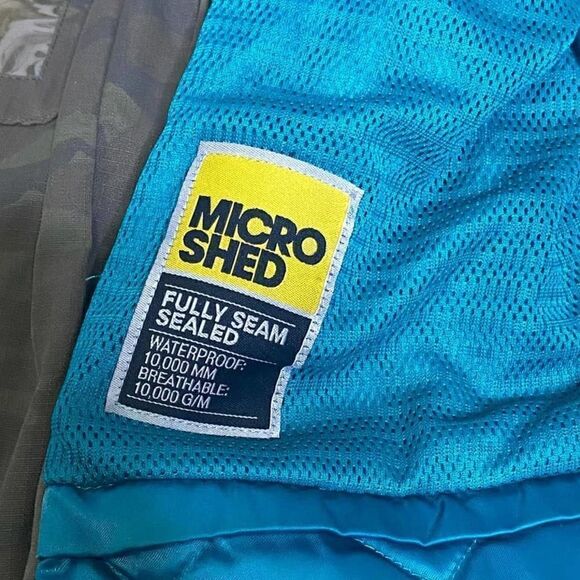 MICRO
SHED
FULLY SEAM
SEALED
WATERPROOF:
10,000 MM
BREATHABLE:
10,000 G/M